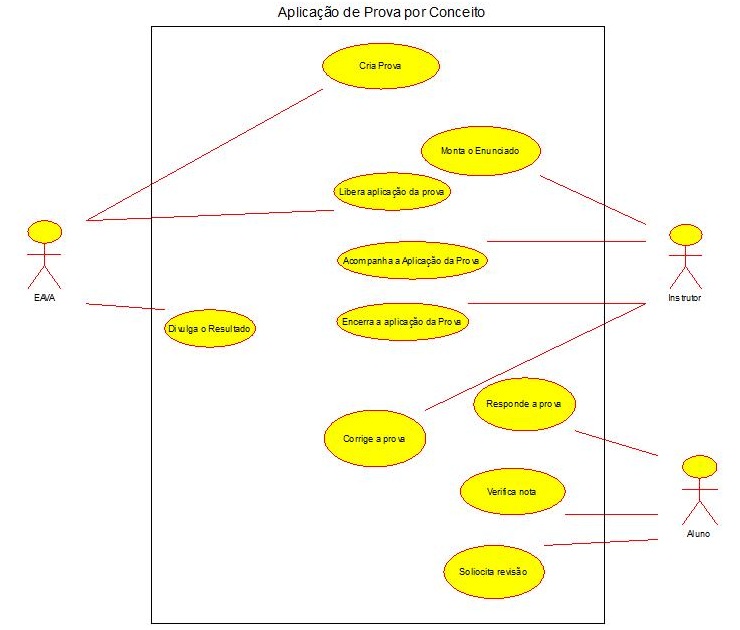 Aplicação de Prova por Conceito
Cria Prova
Monta o Enunciado
Libera aplicação da prova
Acompanha a Aplicação da Prova
EAVA
Instrutor
Divulga o Resultado
Encerra a aplicação da Prova
Responde a prova
Corrige a prova
Verifica nota
Aluno
Soliocita revisão